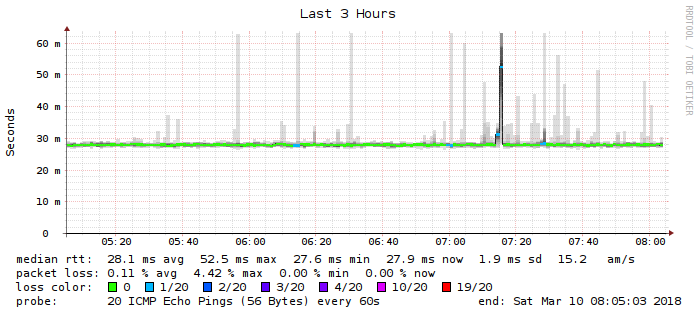 Last 3 Hours
RRDTOOL / TOBI OETIKER
Seconds
60 m
50 m
40 m
30 m
20 m
10 m
0
05:20 05:40 06:00 06:20 06:40 07:00 07:20 07:40 08:00
median rtt: 28.1 ms avg 52.5 ms max 27.6 ms min 27.9 ms now 1.9 ms sd 15.2 am/s
packet loss: 0.11 % avg 4.42 % max 0.00 % min 0.00 % now
loss color: 0 1/20 2/20 3/20 4/20 10/20 19/20
probe: 20 ICMP Echo Pings (56 Bytes) every 60s end: Sat Mar 10 08:05:03 2018